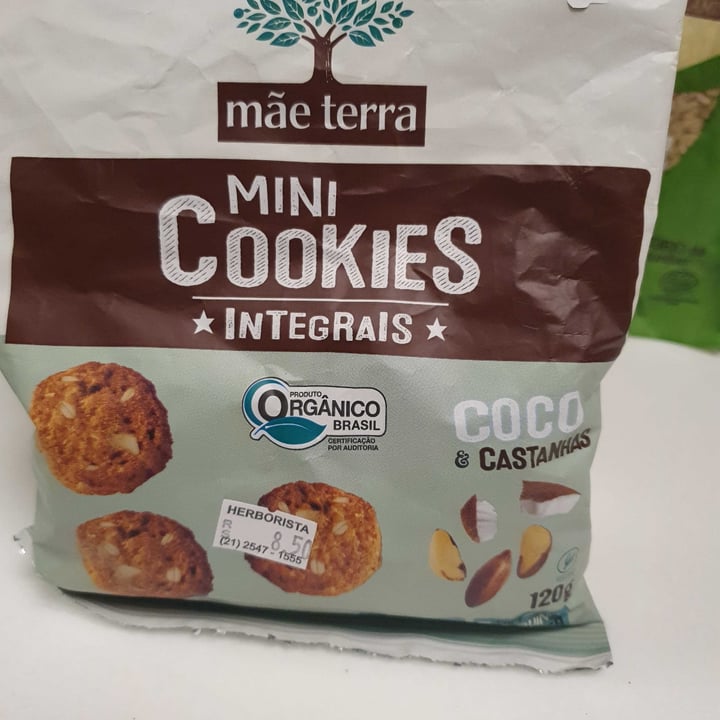 mãe terra
MINI
COOKIES
INTEGRAIS
PRODUTO
ORGÂNICO
BRASIL
CERTIFICAÇÃO
POR AUDITORIA
COCO
& CASTANHAS
HERBORISTA
R$ 8,50
(21) 2547-1555
120g